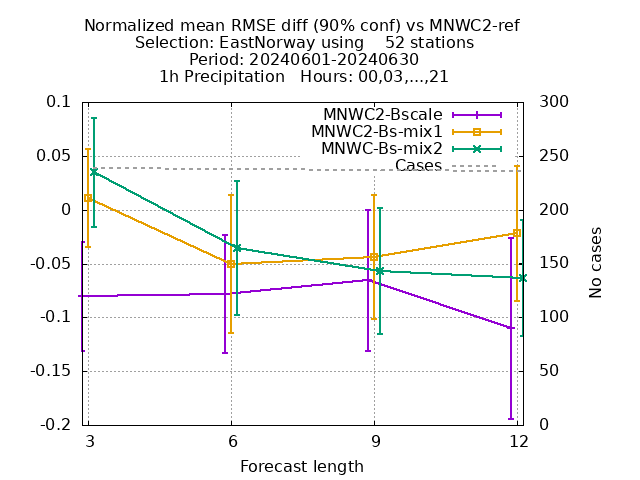 Normalized mean RMSE diff (90% conf) vs MNWC2-ref
Selection: EastNorway using 52 stations
Period: 20240601-20240630
1h Precipitation Hours: 00,03,...,21
MNWC2-Bscale
MNWC2-Bs-mix1
MNWC-Bs-mix2
Cases
0.1
0.05
0
-0.05
-0.1
-0.15
-0.2
300
250
200
150
100
50
0
No cases
3
6
9
12
Forecast length